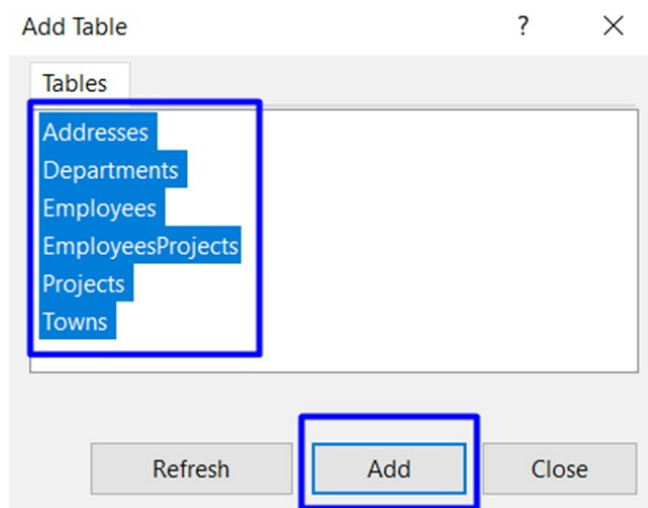 Add Table ?
Tables
Addresses
Departments
Employees
EmployeesProjects
Projects
Towns
Refresh Add Close